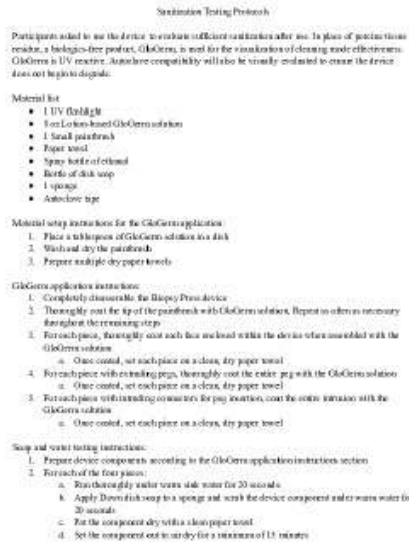 Sanitization Testing Protocols
Participants asked to use the device to evaluate sufficient sanitization after use. In place of potential tissue
residue, a biologics-free product, GloGerm, is used for the visualization of cleaning mode effectiveness.
GloGerm is UV reactive. Autoclave compatibility will also be visually evaluated to ensure the device
does not begin to degrade.
Material list
● 1 UV flashlight
● 8 oz Lotion-based GloGerm solution
● 1 Small paintbrush
● Paper towel
● Spray bottle of ethanol
● Bottle of dish soap
● 1 sponge
● Autoclave tape
Material setup instructions for the GloGerm application:
1. Place a tablespoon of GloGerm solution in a dish
2. Wash and dry the paintbrush
3. Prepare multiple dry paper towels
GloGerm application instructions:
1. Completely disassemble the Biopsy Press device
2. Thoroughly coat the tip of the paintbrush with GloGerm solution, Repeat as often as necessary
throughout the remaining steps
3. For each piece, thoroughly coat each face enclosed within the device when assembled with the
GloGerm solution
a. Once coated, set each piece on a clean, dry paper towel
4. For each piece with extruding pegs, thoroughly coat the entire peg with the GloGerm solution
a. Once coated, set each piece on a clean, dry paper towel
5. For each piece with intruding connectors for peg insertion, coat the entire intrusion with the
GloGerm solution
a. Once coated, set each piece on a clean, dry paper towel
Soap and water testing instructions:
1. Prepare device components according to the GloGerm application instructions section
2. For each of the four pieces:
a. Run thoroughly under warm sink water for 20 seconds
b. Apply Dawn dish soap to a sponge and scrub the device component under warm water
20 seconds
c. Pat the component dry with a clean paper towel
d. Set the component out to air dry for a minimum of 15 minutes